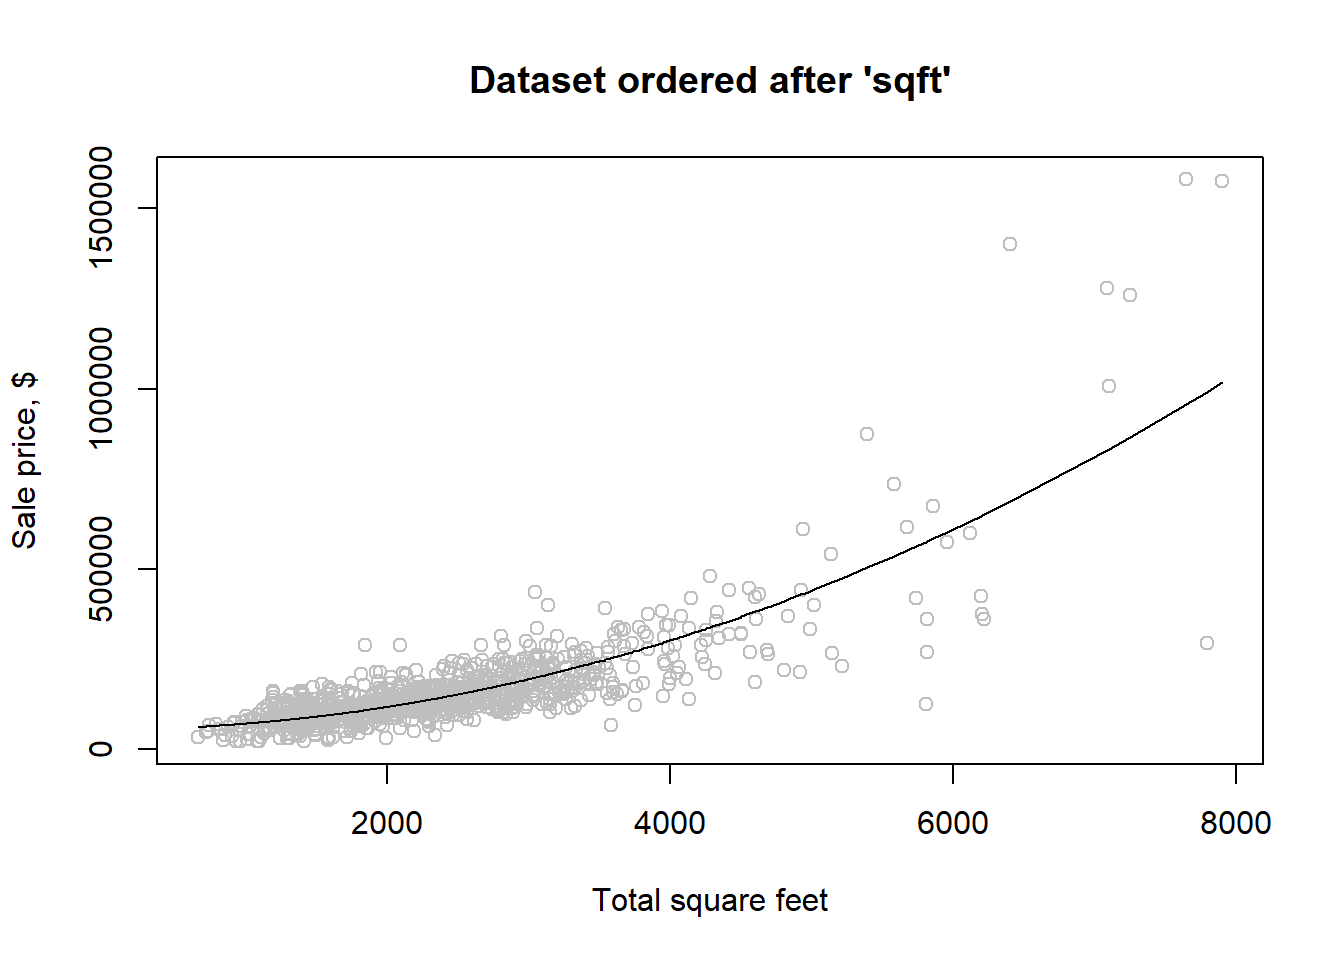 Dataset ordered after 'sqft'
Sale price, $
1500000
1000000
500000
0
2000 4000 6000 8000
Total square feet